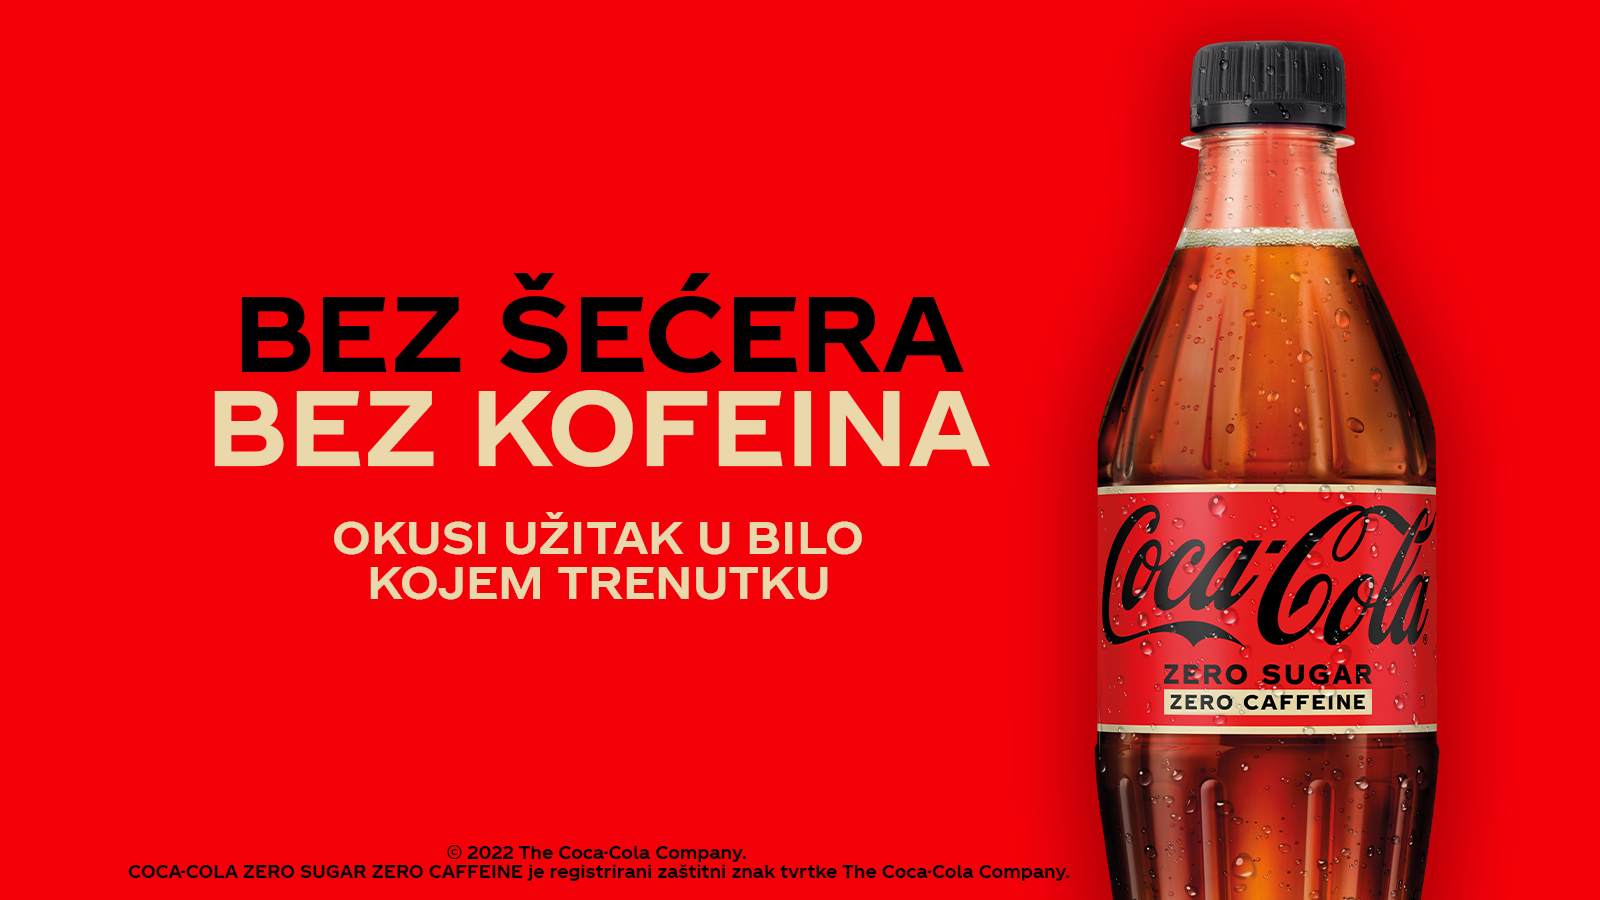 BEZ ŠEĆERA
BEZ KOFEINA
OKUSI UŽITAK U BILO
KOJEM TRENUTKU
Coca-Cola®
ZERO SUGAR
ZERO CAFFEINE
© 2022 The Coca-Cola Company.
COCA-COLA ZERO SUGAR ZERO CAFFEINE je registrirani zaštitni znak tvrtke The Coca-Cola Company.